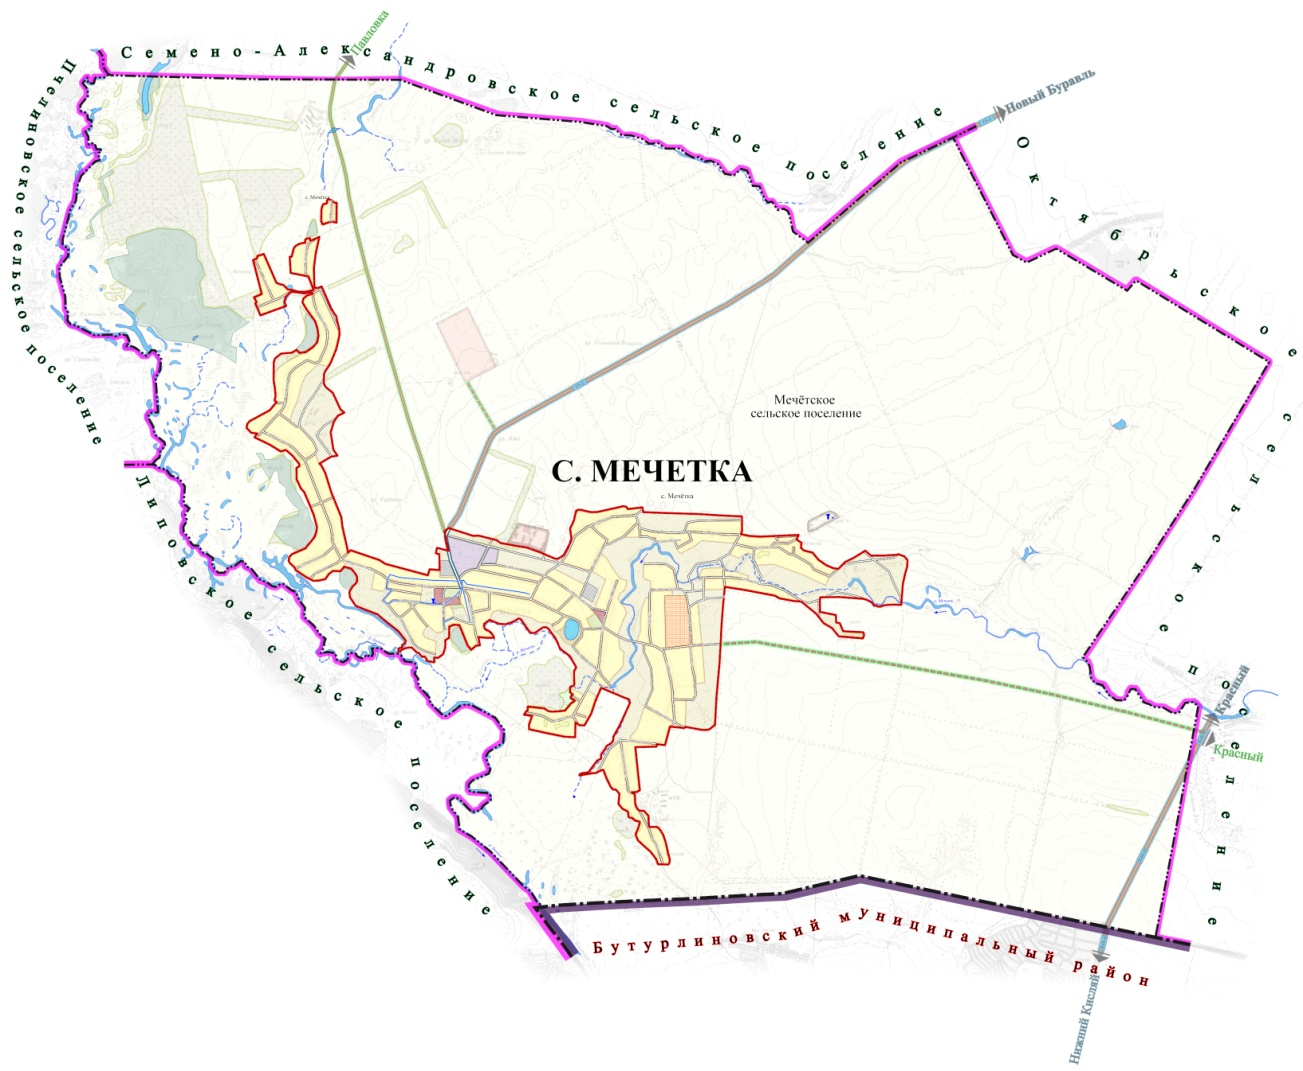 Павловка
Семено-Александровское сельское поселение
Новый Буравль
Пчелиновское сельское поселение
Октябрьское сельское поселение
с. Мечётка
Мечётское
сельское поселение
С. МЕЧЕТКА
с. Мечётка
Липовское сельское поселение
Красный
Красный
Бутурлиновский муниципальный район
Нижний Кисляй